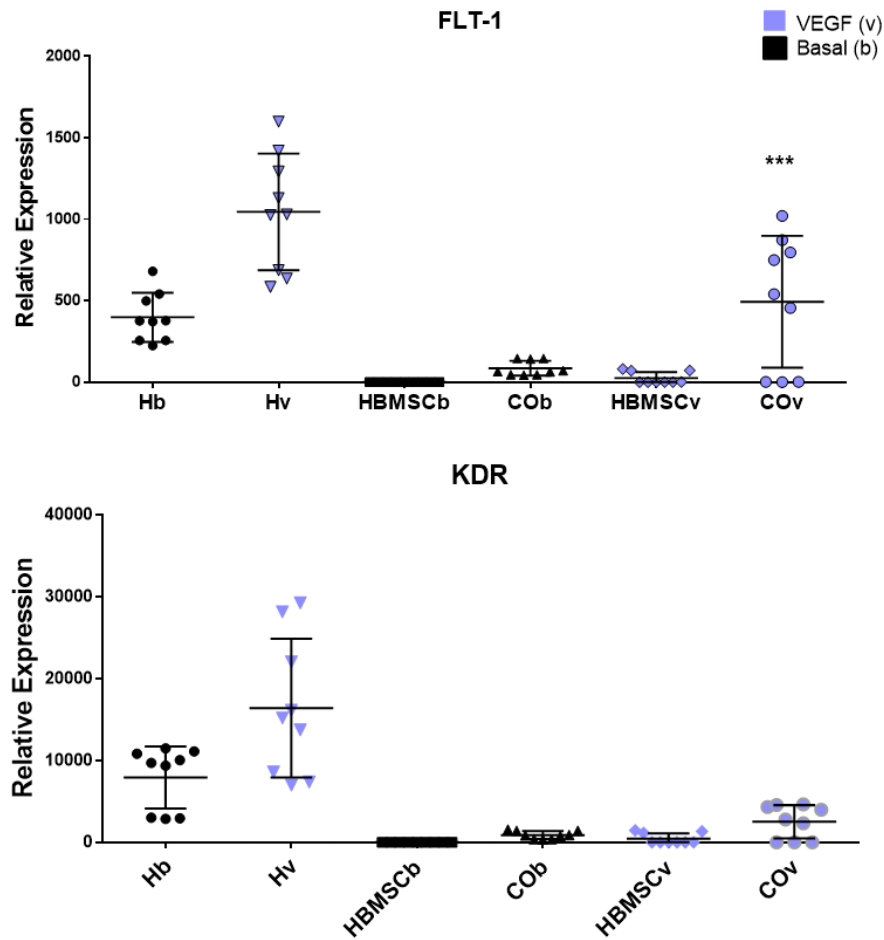 FLT-1
VEGF (v)
Basal (b)
Relative Expression
2000
1500
1000
500
0
***
Hb Hv HBMSCb COb HBMSCv COv
KDR
Relative Expression
40000
30000
20000
10000
0
Hb Hv HBMSCb COb HBMSCv COv